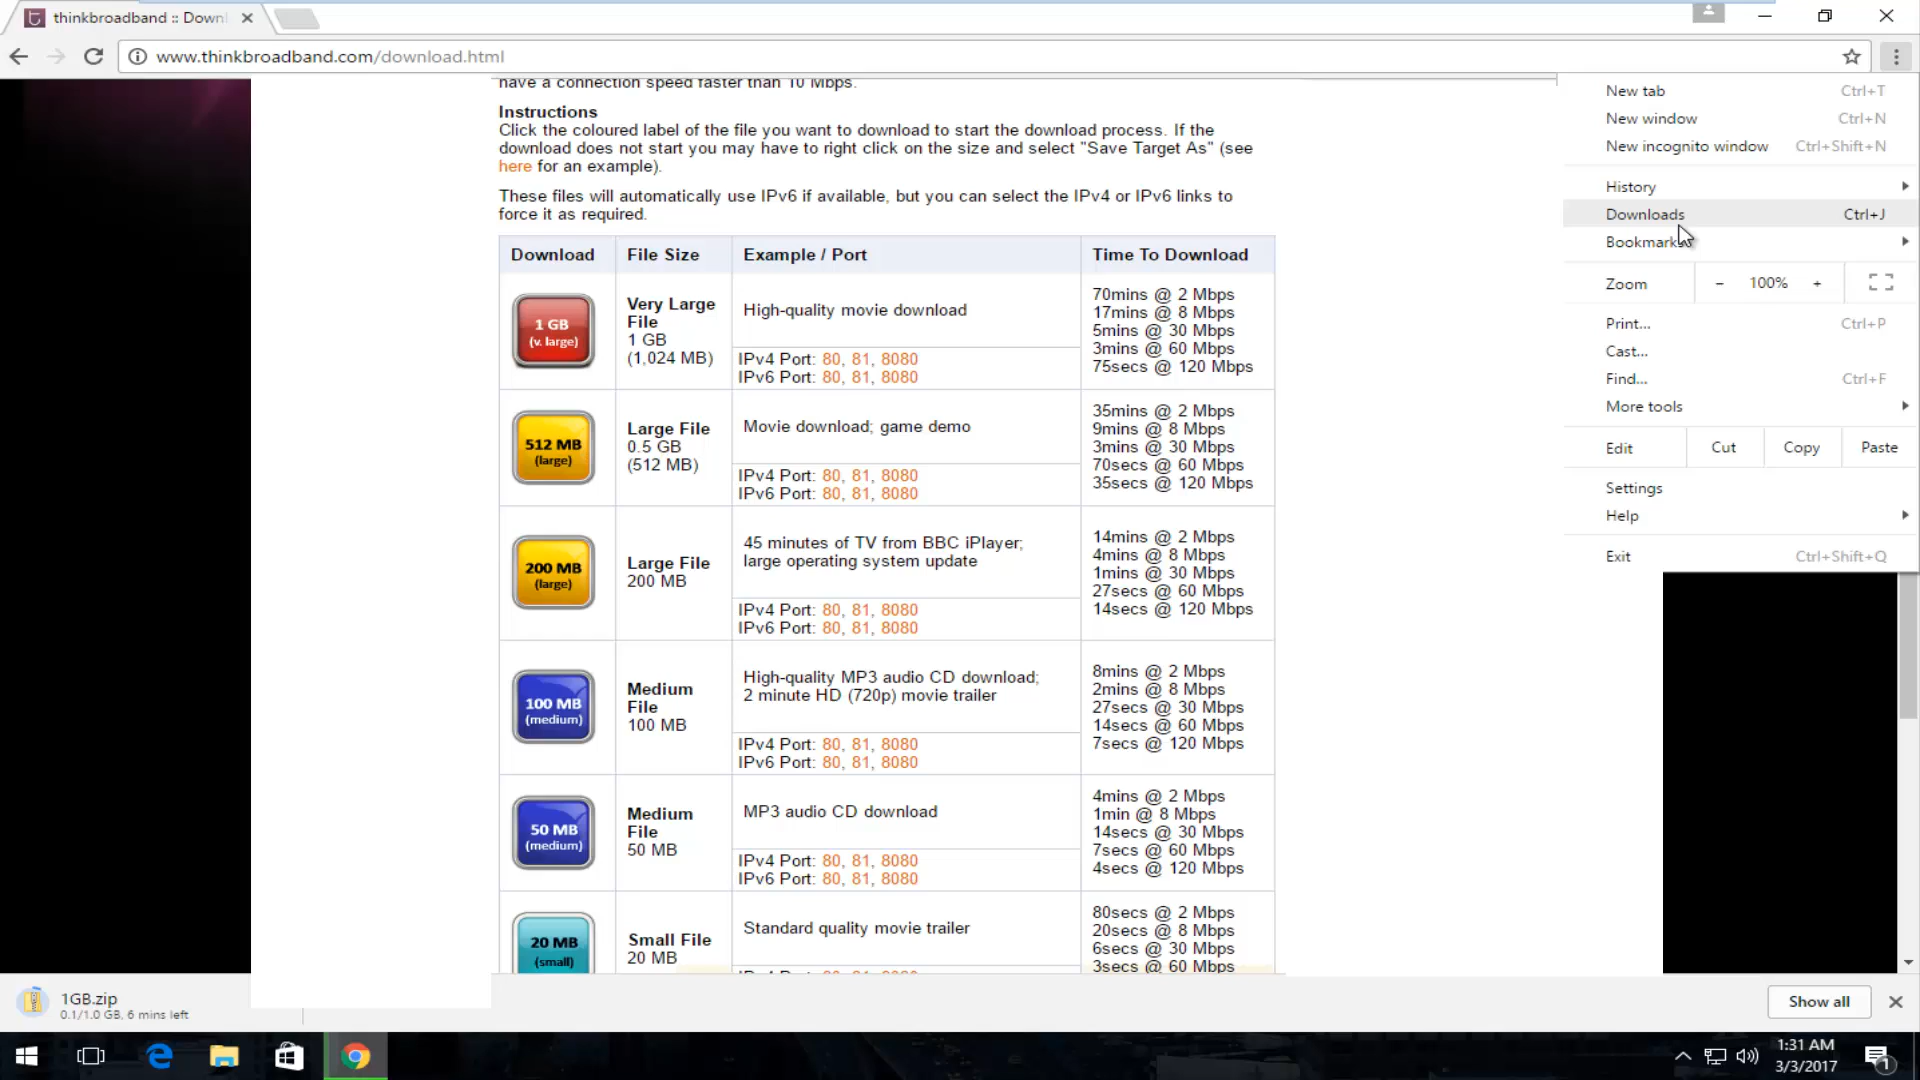 thinkbroadband :: Downl
www.thinkbroadband.com/download.html
have a connection speed faster than 10 Mbps.
Instructions
Click the coloured label of the file you want to download to start the download process. If the
download does not start you may have to right click on the size and select "Save Target As" (see
here for an example).
These files will automatically use IPv6 if available, but you can select the IPv4 or IPv6 links to
force it as required.
Download File Size Example / Port Time To Download
1 GB
(v. large)
Very Large
File
1 GB
(1,024 MB)
High-quality movie download
IPv4 Port: 80, 81, 8080
IPv6 Port: 80, 81, 8080
70mins @ 2 Mbps
17mins @ 8 Mbps
5mins @ 30 Mbps
3mins @ 60 Mbps
75secs @ 120 Mbps
512 MB
(large)
Large File
0.5 GB
(512 MB)
Movie download; game demo
IPv4 Port: 80, 81, 8080
IPv6 Port: 80, 81, 8080
35mins @ 2 Mbps
9mins @ 8 Mbps
3mins @ 30 Mbps
70secs @ 60 Mbps
35secs @ 120 Mbps
200 MB
(large)
Large File
200 MB
45 minutes of TV from BBC iPlayer;
large operating system update
IPv4 Port: 80, 81, 8080
IPv6 Port: 80, 81, 8080
14mins @ 2 Mbps
4mins @ 8 Mbps
1mins @ 30 Mbps
27secs @ 60 Mbps
14secs @ 120 Mbps
100 MB
(medium)
Medium
File
100 MB
High-quality MP3 audio CD download;
2 minute HD (720p) movie trailer
IPv4 Port: 80, 81, 8080
IPv6 Port: 80, 81, 8080
8mins @ 2 Mbps
2mins @ 8 Mbps
27secs @ 30 Mbps
14secs @ 60 Mbps
7secs @ 120 Mbps
50 MB
(medium)
Medium
File
50 MB
MP3 audio CD download
IPv4 Port: 80, 81, 8080
IPv6 Port: 80, 81, 8080
4mins @ 2 Mbps
1min @ 8 Mbps
14secs @ 30 Mbps
7secs @ 60 Mbps
4secs @ 120 Mbps
20 MB
(small)
Small File
20 MB
Standard quality movie trailer
80secs @ 2 Mbps
20secs @ 8 Mbps
6secs @ 30 Mbps
3secs @ 60 Mbps
New tab Ctrl+T
New window Ctrl+N
New incognito window Ctrl+Shift+N
History
Downloads Ctrl+J
Bookmarks
Zoom − 100% +
Print... Ctrl+P
Cast...
Find... Ctrl+F
More tools
Edit Cut Copy Paste
Settings
Help
Exit Ctrl+Shift+Q
1GB.zip
0.1/1.0 GB, 6 mins left
Show all
1:31 AM
3/3/2017
1